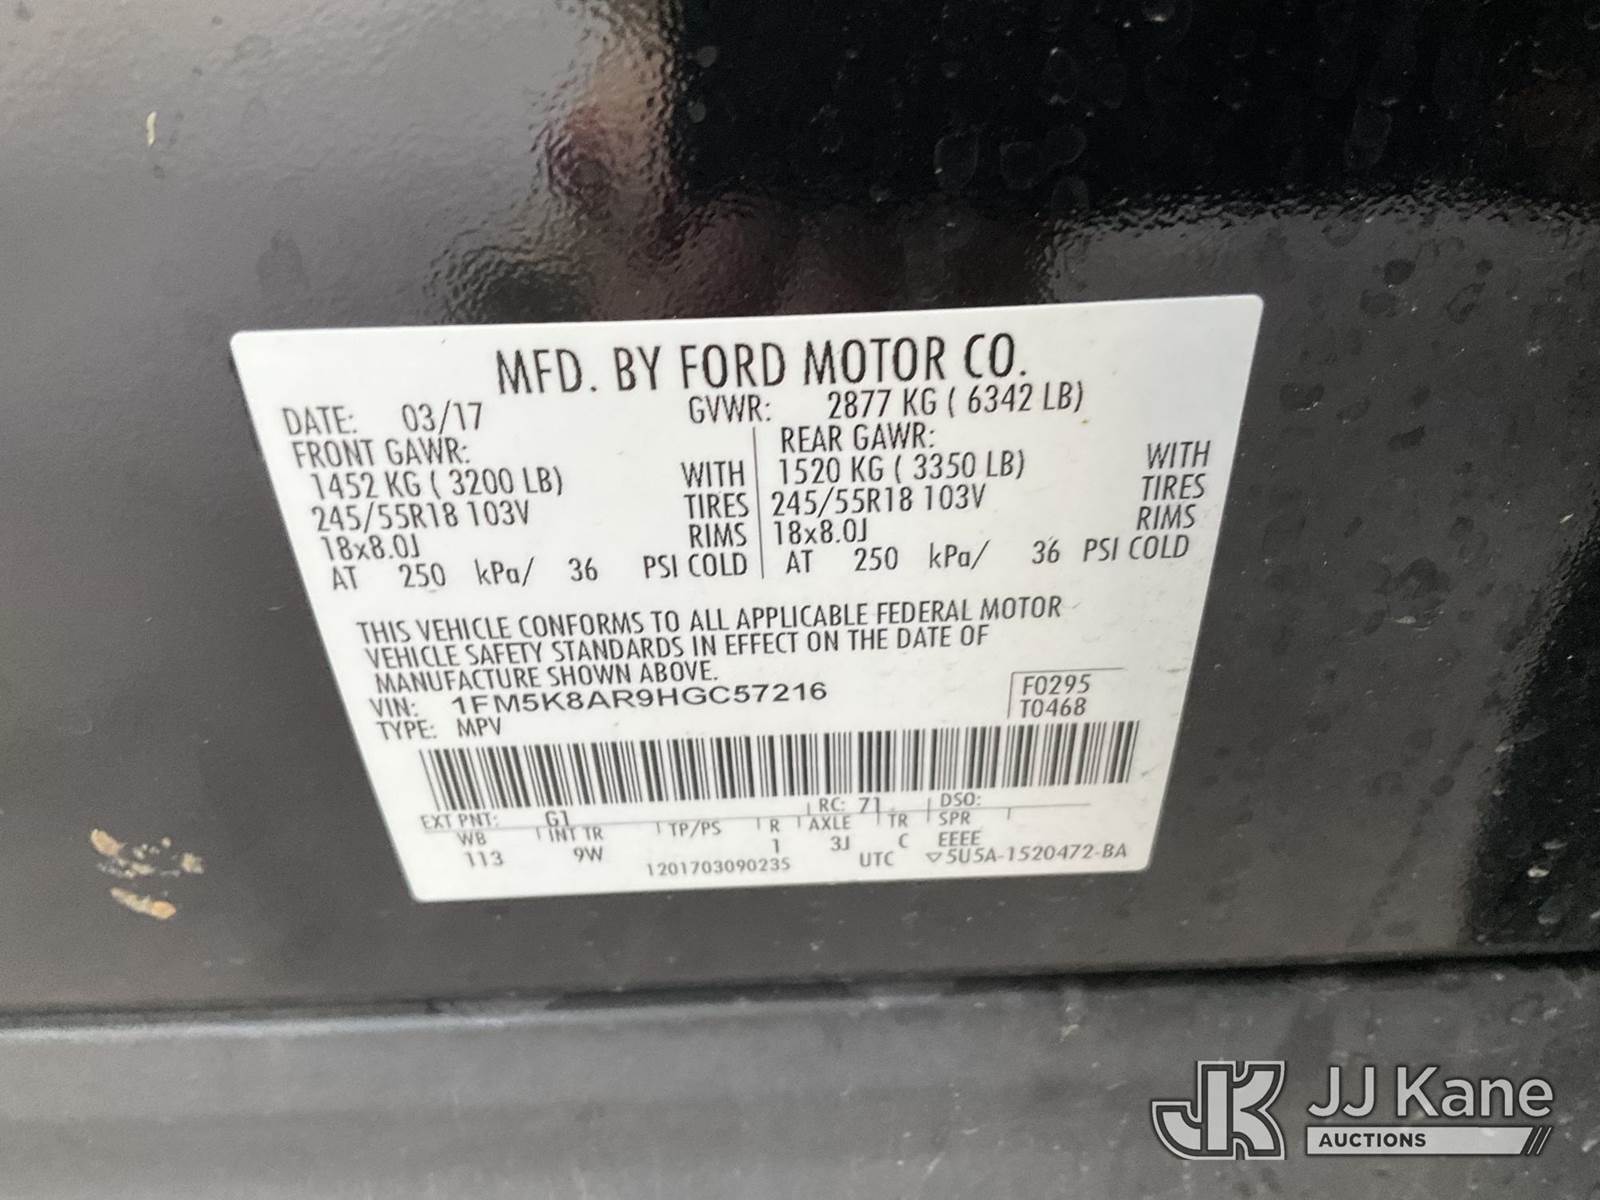 MFD. BY FORD MOTOR CO.
DATE: 03/17 GVWR: 2877 KG ( 6342 LB)
FRONT GAWR: REAR GAWR:
1452 KG ( 3200 LB) WITH 1520 KG ( 3350 LB) WITH
245/55R18 103V TIRES 245/55R18 103V TIRES
18x8.0J RIMS 18x8.0J RIMS
AT 250 kPa/ 36 PSI COLD AT 250 kPa/ 36 PSI COLD
THIS VEHICLE CONFORMS TO ALL APPLICABLE FEDERAL MOTOR
VEHICLE SAFETY STANDARDS IN EFFECT ON THE DATE OF
MANUFACTURE SHOWN ABOVE.
VIN: 1FM5K8AR9HGC57216 F0295
TYPE: MPV T0468
EXT PNT: G1 RC: 71 DSO:
WB INT TR TP/PS R AXLE TR SPR
113 9W 1 3J C EEEE
1201703090235 UTC ▽5U5A-1520472-BA
JK JJ Kane
AUCTIONS